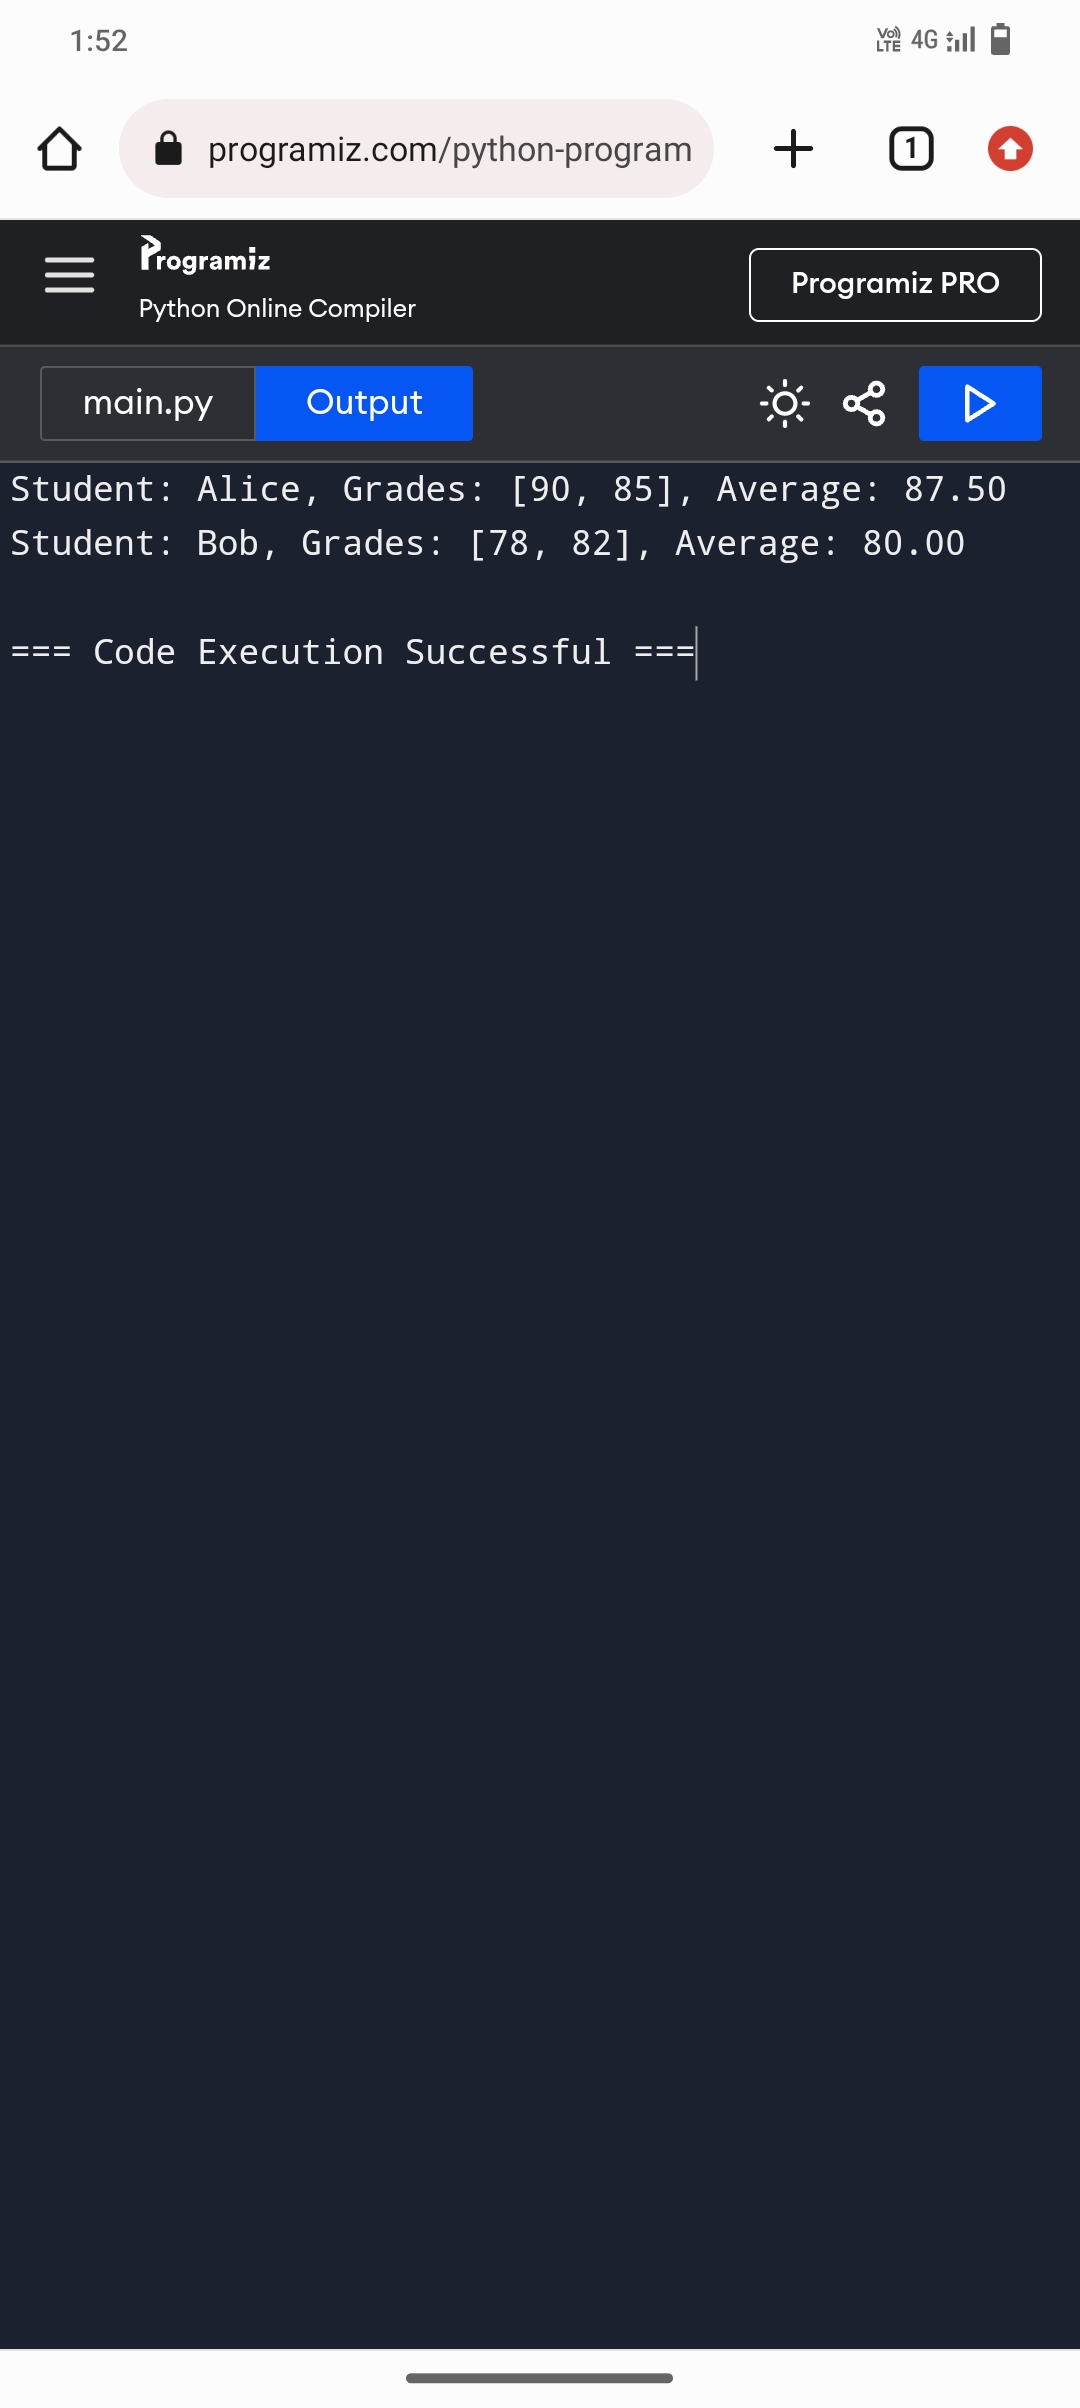 1:52
Vo) LTE 4G
programiz.com/python-program
1
Programiz
Python Online Compiler
Programiz PRO
main.py
Output
Student: Alice, Grades: [90, 85], Average: 87.50
Student: Bob, Grades: [78, 82], Average: 80.00
=== Code Execution Successful ===